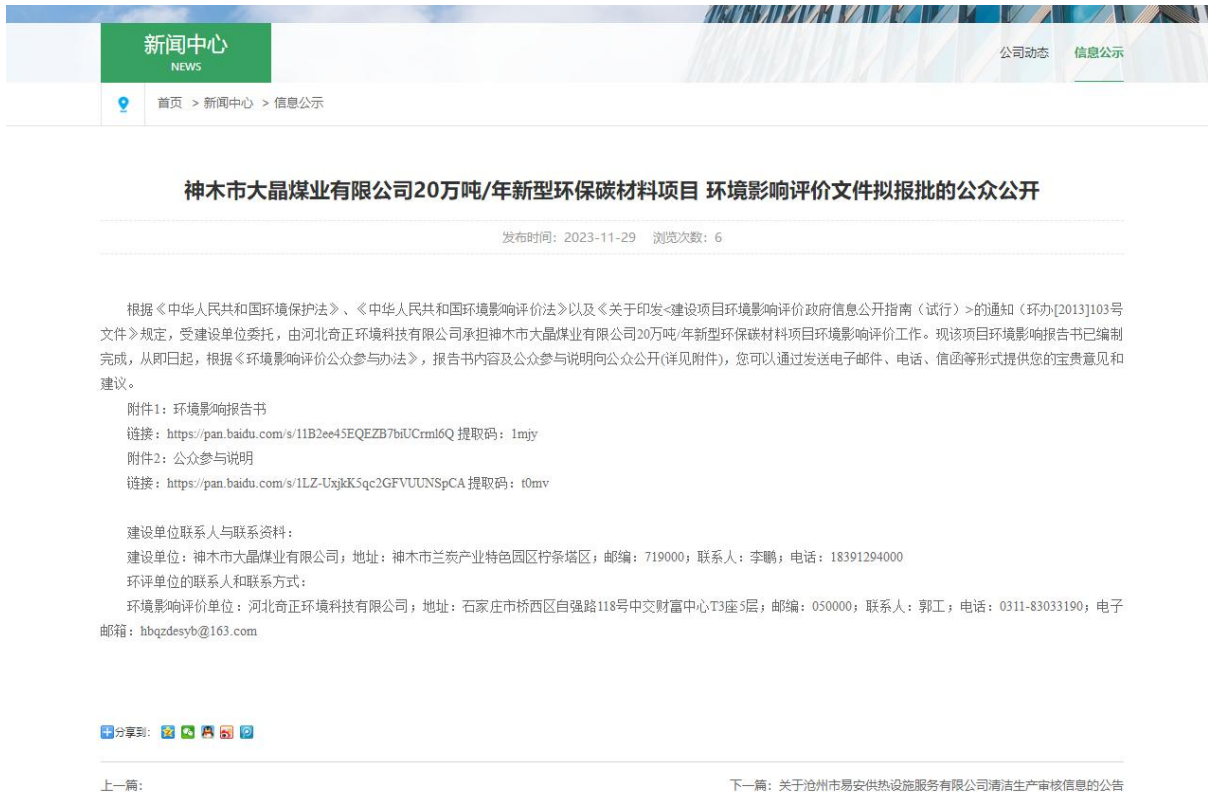 新闻中心
NEWS
公司动态 信息公示
首页 > 新闻中心 > 信息公示
神木市大晶煤业有限公司20万吨/年新型环保碳材料项目 环境影响评价文件拟报批的公众公开
发布时间：2023-11-29 浏览次数：6
根据《中华人民共和国环境保护法》、《中华人民共和国环境影响评价法》以及《关于印发<建设项目环境影响评价政府信息公开指南（试行）>的通知（环办[2013]103号
文件》规定，受建设单位委托，由河北奇正环境科技有限公司承担神木市大晶煤业有限公司20万吨/年新型环保碳材料项目环境影响评价工作。现该项目环境影响报告书已编制
完成，从即日起，根据《环境影响评价公众参与办法》，报告书内容及公众参与说明向公众公开(详见附件)，您可以通过发送电子邮件、电话、信函等形式提供您的宝贵意见和
建议。
附件1：环境影响报告书
链接：https://pan.baidu.com/s/11B2ee45EQEZB7biUCrml6Q 提取码：1mjy
附件2：公众参与说明
链接：https://pan.baidu.com/s/1LZ-UxjkK5qc2GFVUUNSpCA 提取码：t0mv
建设单位联系人与联系资料：
建设单位：神木市大晶煤业有限公司；地址：神木市兰炭产业特色园区柠条塔区；邮编：719000；联系人：李鹏；电话：18391294000
环评单位的联系人和联系方式：
环境影响评价单位：河北奇正环境科技有限公司；地址：石家庄市桥西区自强路118号中交财富中心T3座5层；邮编：050000；联系人：郭工；电话：0311-83033190；电子
邮箱：hbqzdesyb@163.com
分享到：
上一篇：
下一篇：关于沧州市易安供热设施服务有限公司清洁生产审核信息的公告